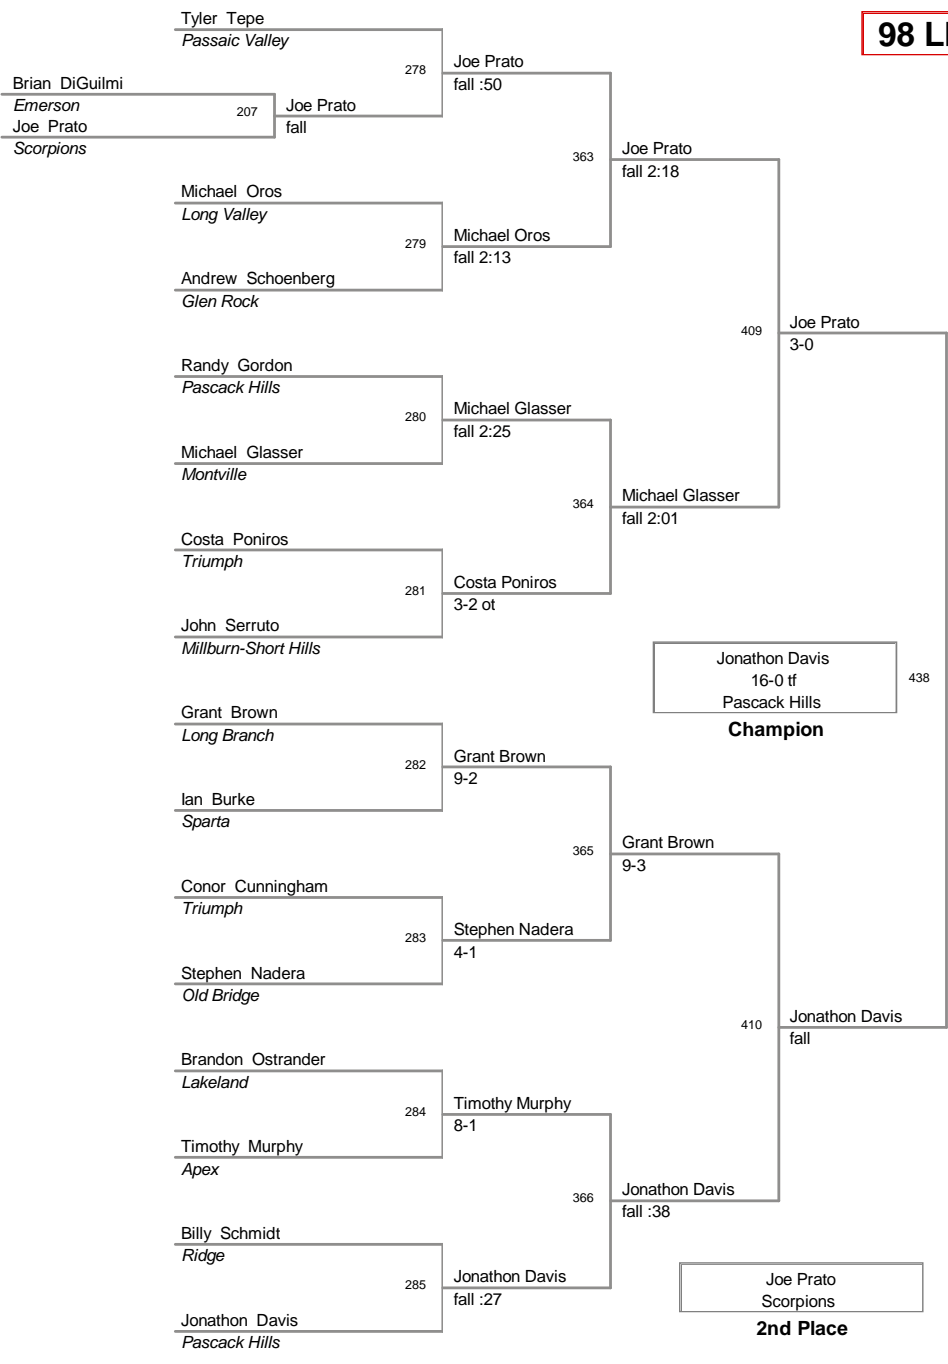 Tyler Tepe
Passaic Valley
98
278
Joe Prato
fall :50
Brian DiGuilmi
Emerson
207
Joe Prato
fall
Joe Prato
Scorpions
363
Joe Prato
fall 2:18
Michael Oros
Long Valley
279
Michael Oros
fall 2:13
Andrew Schoenberg
Glen Rock
409
Joe Prato
3-0
Randy Gordon
Pascack Hills
280
Michael Glasser
fall 2:25
Michael Glasser
Montville
364
Michael Glasser
fall 2:01
Costa Poniros
Triumph
281
Costa Poniros
3-2 ot
John Serruto
Millburn-Short Hills
Jonathon Davis
16-0 tf
Pascack Hills
438
Champion
Grant Brown
Long Branch
282
Grant Brown
9-2
Ian Burke
Sparta
365
Grant Brown
9-3
Conor Cunningham
Triumph
283
Stephen Nadera
4-1
Stephen Nadera
Old Bridge
410
Jonathon Davis
fall
Brandon Ostrander
Lakeland
284
Timothy Murphy
8-1
Timothy Murphy
Apex
366
Jonathon Davis
fall :38
Billy Schmidt
Ridge
285
Jonathon Davis
fall :27
Jonathon Davis
Pascack Hills
Joe Prato
Scorpions
2nd Place